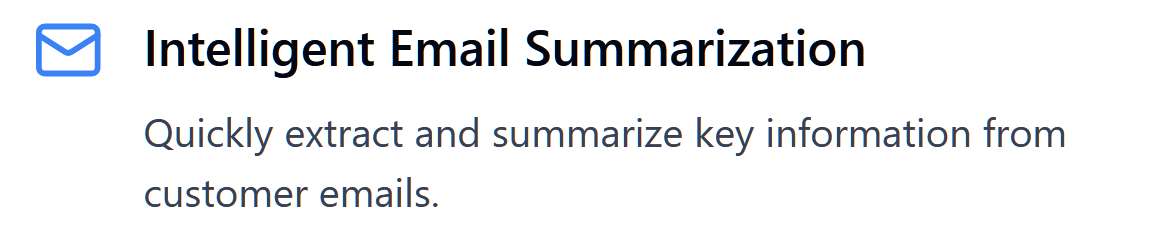 Intelligent Email Summarization
Quickly extract and summarize key information from
customer emails.